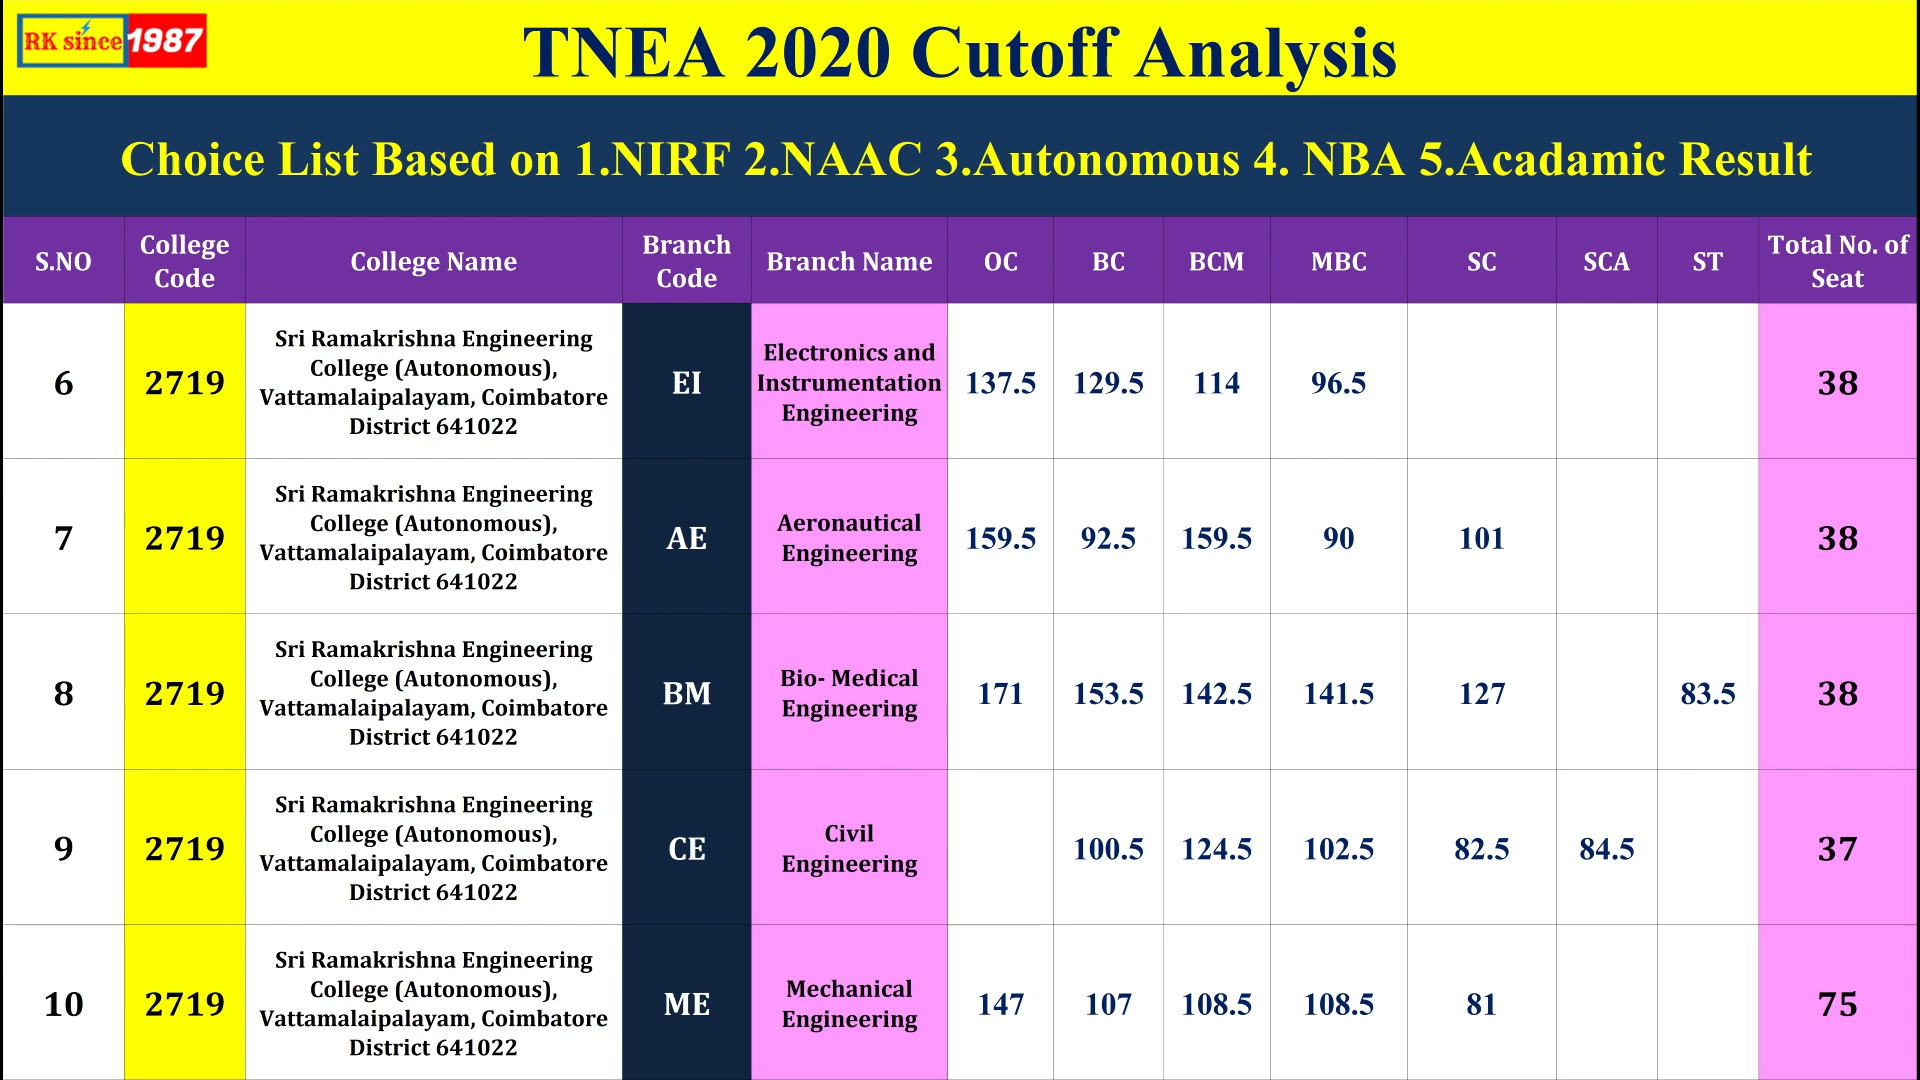 RK since 1987
TNEA 2020 Cutoff Analysis
Choice List Based on 1.NIRF 2.NAAC 3.Autonomous 4. NBA 5.Acadamic Result
S.NO College Code College Name Branch Code Branch Name OC BC BCM MBC SC SCA ST Total No. of Seat
6 2719 Sri Ramakrishna Engineering College (Autonomous), Vattamalaipalayam, Coimbatore District 641022 EI Electronics and Instrumentation Engineering 137.5 129.5 114 96.5 38
7 2719 Sri Ramakrishna Engineering College (Autonomous), Vattamalaipalayam, Coimbatore District 641022 AE Aeronautical Engineering 159.5 92.5 159.5 90 101 38
8 2719 Sri Ramakrishna Engineering College (Autonomous), Vattamalaipalayam, Coimbatore District 641022 BM Bio- Medical Engineering 171 153.5 142.5 141.5 127 83.5 38
9 2719 Sri Ramakrishna Engineering College (Autonomous), Vattamalaipalayam, Coimbatore District 641022 CE Civil Engineering 100.5 124.5 102.5 82.5 84.5 37
10 2719 Sri Ramakrishna Engineering College (Autonomous), Vattamalaipalayam, Coimbatore District 641022 ME Mechanical Engineering 147 107 108.5 108.5 81 75